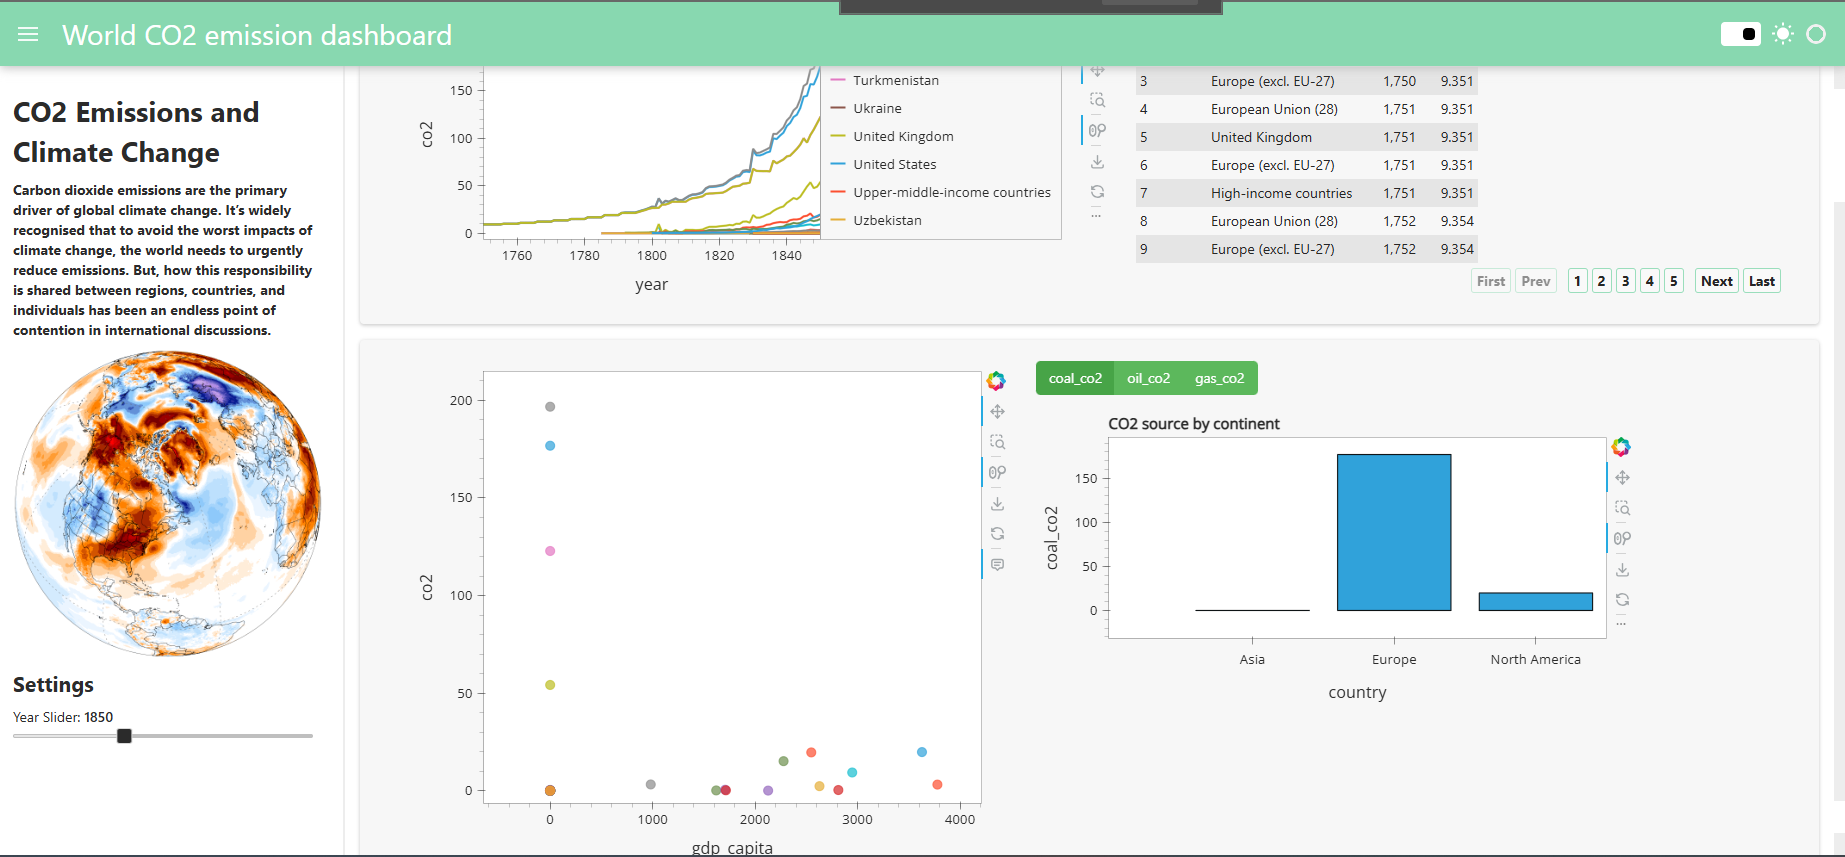 World CO2 emission dashboard
CO2 Emissions and
Climate Change
Carbon dioxide emissions are the primary
driver of global climate change. It's widely
recognised that to avoid the worst impacts of
climate change, the world needs to urgently
reduce emissions. But, how this responsibility
is shared between regions, countries, and
individuals has been an endless point of
contention in international discussions.
Settings
Year Slider: 1850
co2
150
100
50
0
1760 1780 1800 1820 1840
year
Turkmenistan
Ukraine
United Kingdom
United States
Upper-middle-income countries
Uzbekistan
3 Europe (excl. EU-27) 1,750 9.351
4 European Union (28) 1,751 9.351
5 United Kingdom 1,751 9.351
6 Europe (excl. EU-27) 1,751 9.351
7 High-income countries 1,751 9.351
8 European Union (28) 1,752 9.354
9 Europe (excl. EU-27) 1,752 9.354
First Prev 1 2 3 4 5 Next Last
co2
200
150
100
50
0
0 1000 2000 3000 4000
gdp_capita
coal_co2 oil_co2 gas_co2
CO2 source by continent
coal_co2
150
100
50
0
Asia Europe North America
country